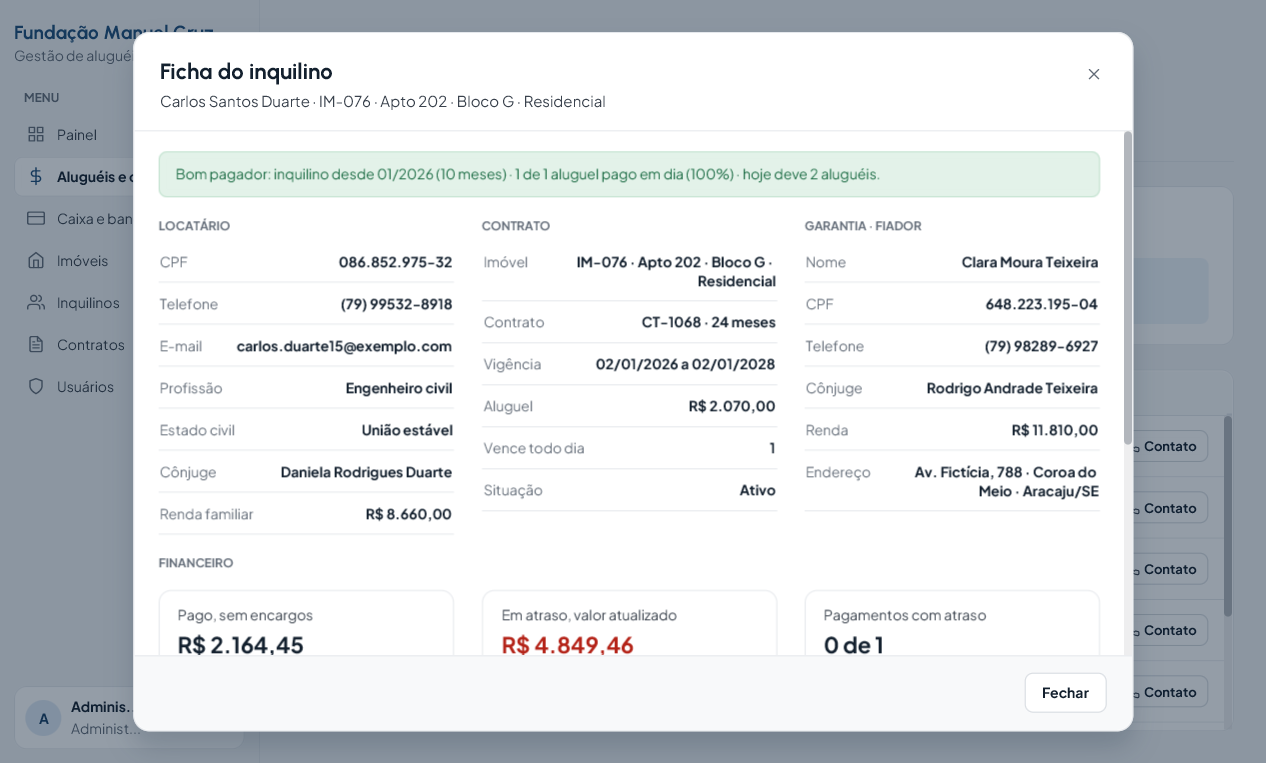 Fundação Manuel Cruz
Gestão de alugué
MENU
Painel
Aluguéis e c
Caixa e ban
Imóveis
Inquilinos
Contratos
Usuários
A
Adminis...
Administ...
Ficha do inquilino
Carlos Santos Duarte · IM-076 · Apto 202 · Bloco G · Residencial
Bom pagador: inquilino desde 01/2026 (10 meses) · 1 de 1 aluguel pago em dia (100%) · hoje deve 2 aluguéis.
LOCATÁRIO
CPF 086.852.975-32
Telefone (79) 99532-8918
E-mail carlos.duarte15@exemplo.com
Profissão Engenheiro civil
Estado civil União estável
Cônjuge Daniela Rodrigues Duarte
Renda familiar R$ 8.660,00
CONTRATO
Imóvel IM-076 · Apto 202 · Bloco G ·
Residencial
Contrato CT-1068 · 24 meses
Vigência 02/01/2026 a 02/01/2028
Aluguel R$ 2.070,00
Vence todo dia 1
Situação Ativo
GARANTIA · FIADOR
Nome Clara Moura Teixeira
CPF 648.223.195-04
Telefone (79) 98289-6927
Cônjuge Rodrigo Andrade Teixeira
Renda R$ 11.810,00
Endereço Av. Fictícia, 788 · Coroa do
Meio · Aracaju/SE
FINANCEIRO
Pago, sem encargos
R$ 2.164,45
Em atraso, valor atualizado
R$ 4.849,46
Pagamentos com atraso
0 de 1
Fechar
Contato
Contato
Contato
Contato
Contato